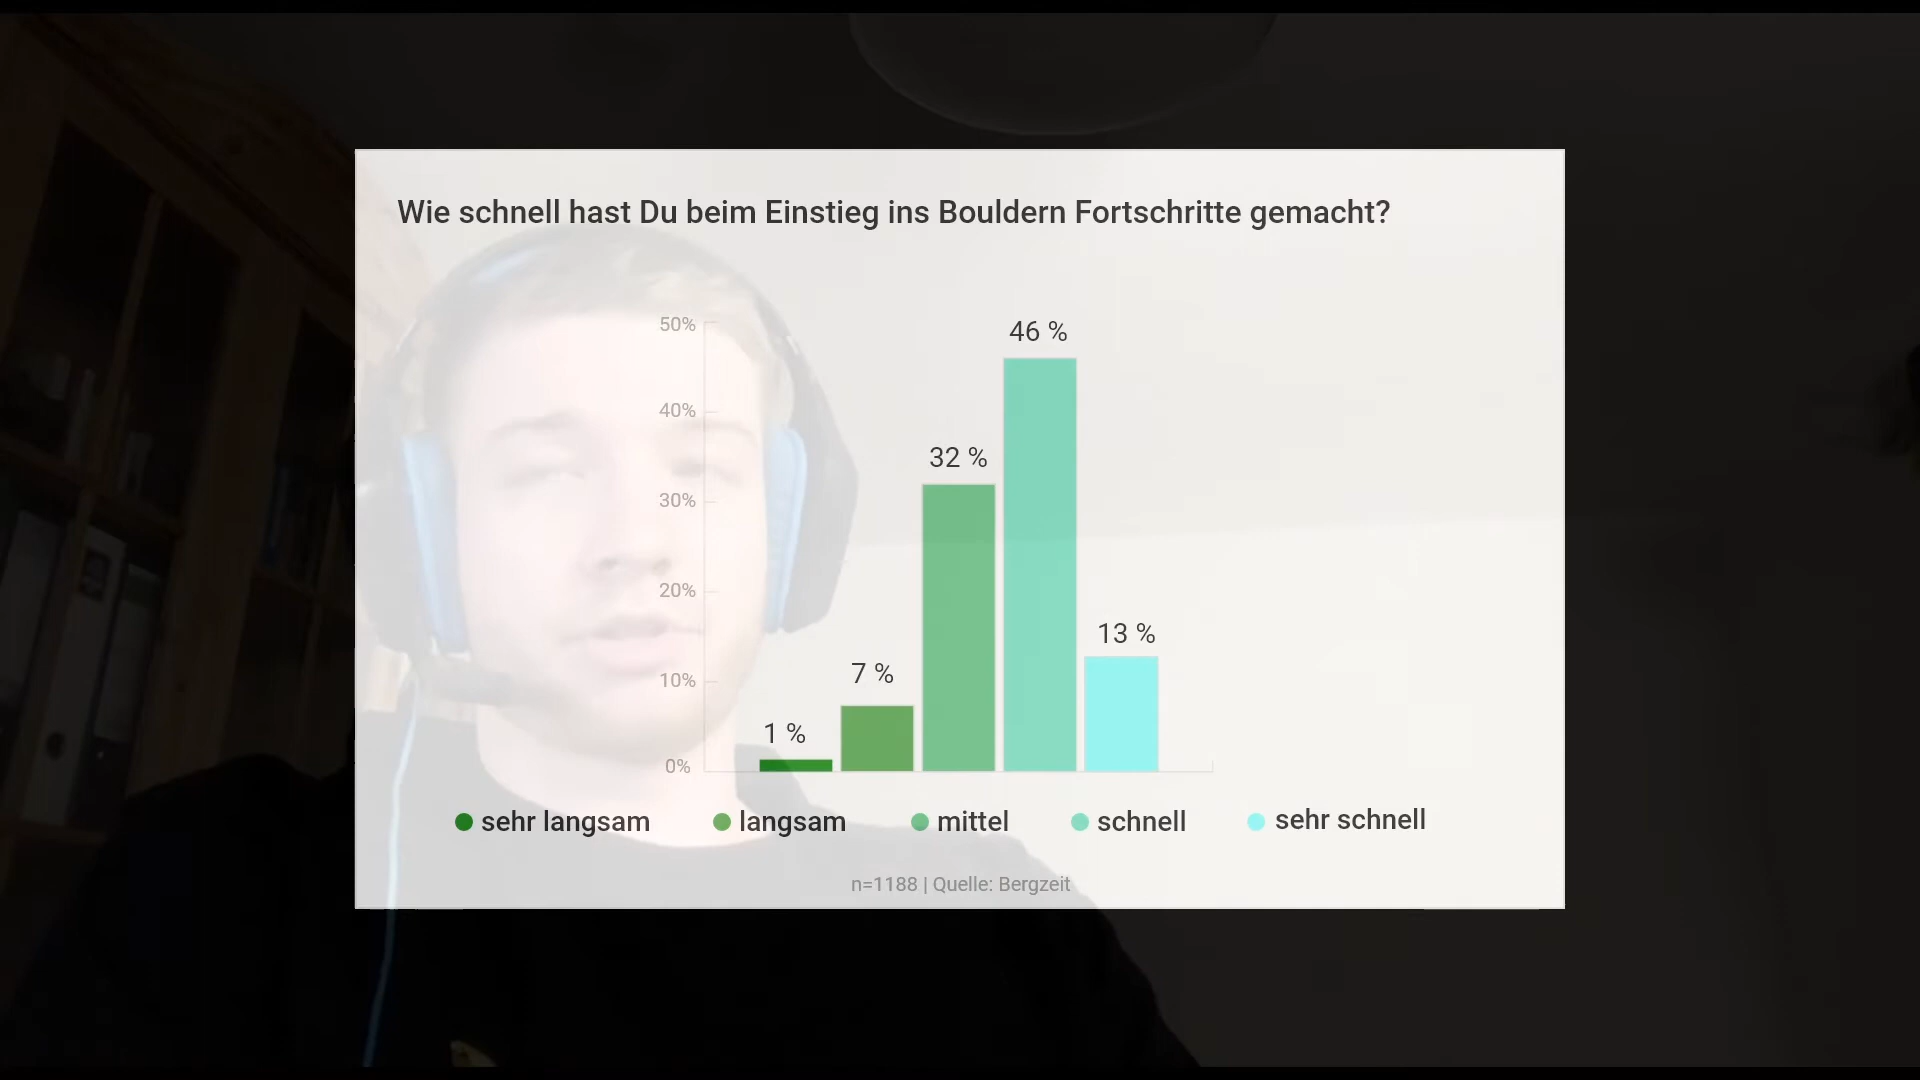 Wie schnell hast Du beim Einstieg ins Bouldern Fortschritte gemacht?
50%
40%
30%
20%
10%
0%
1 %
7 %
32 %
46 %
13 %
sehr langsam
langsam
mittel
schnell
sehr schnell
n=1188 | Quelle: Bergzeit